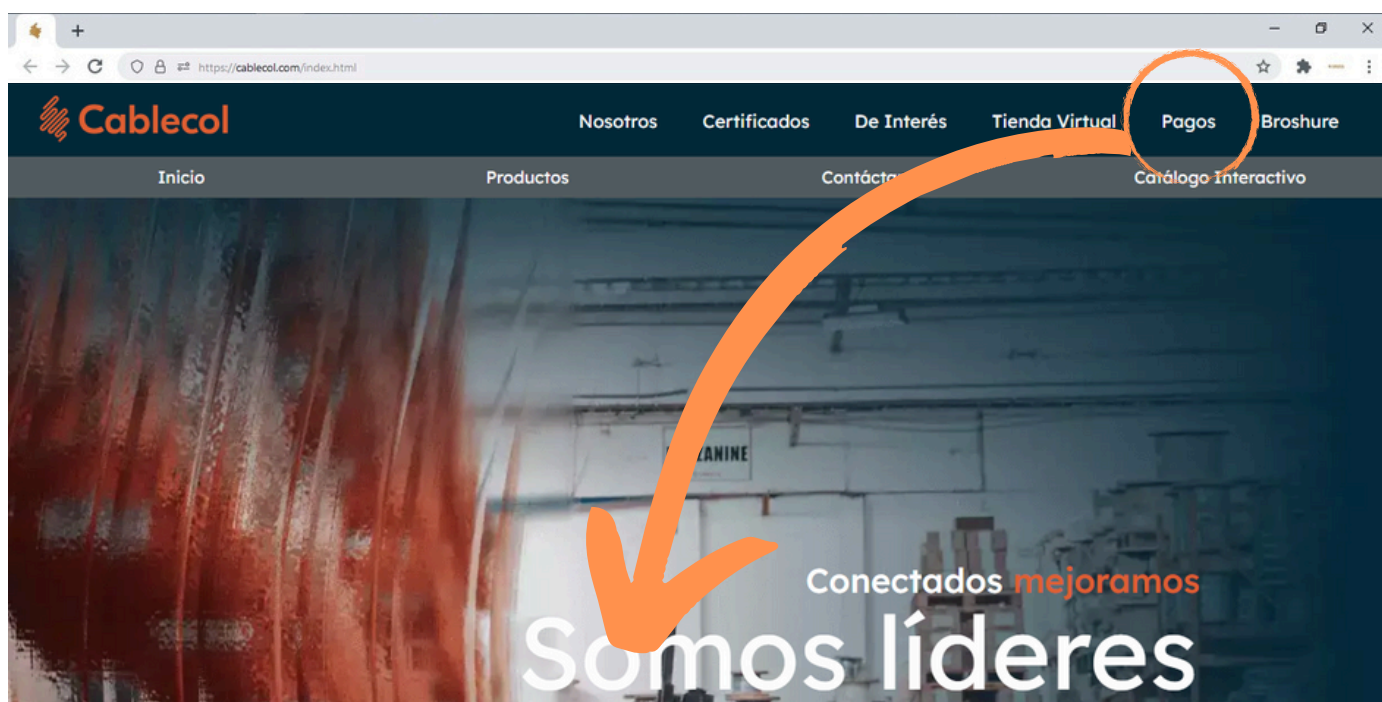 https://cablecol.com/index.html
Cablecol
Nosotros Certificados De Interés Tienda Virtual Pagos Broshure
Inicio Productos Catálogo Interactivo
Conectados mejoramos
Somos líderes